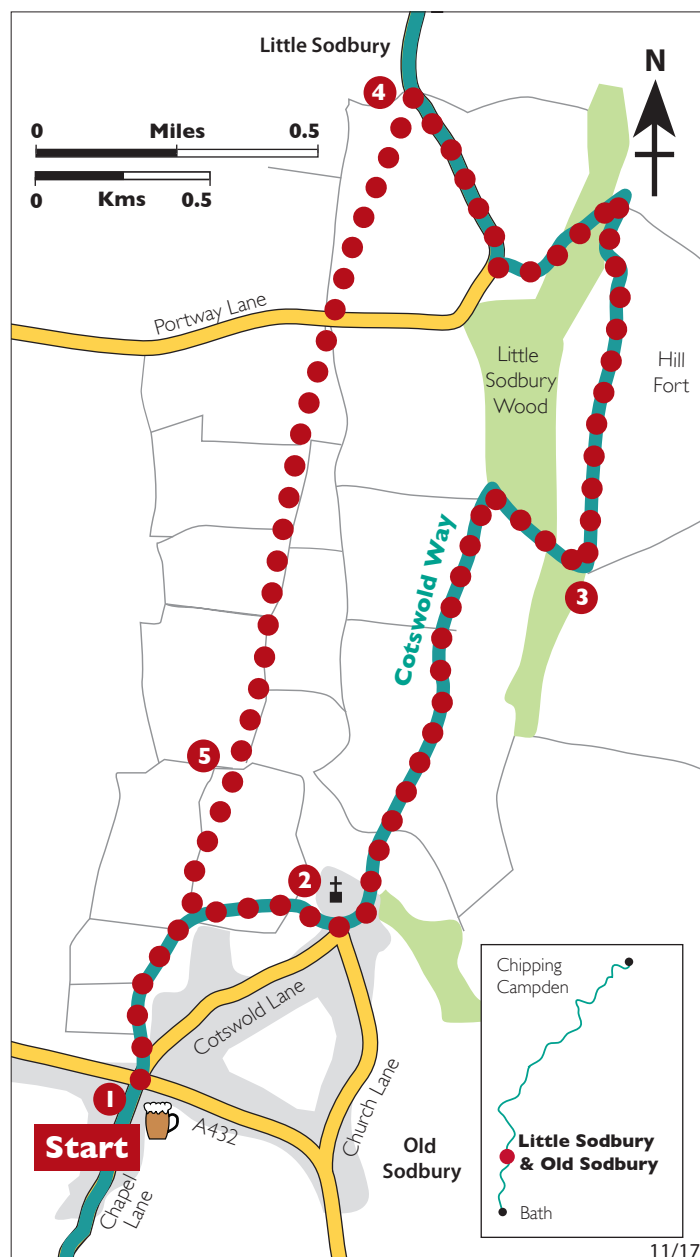 Little Sodbury
4
N
0 Miles 0.5
0 Kms 0.5
Portway Lane
Little
Sodbury
Wood
Hill
Fort
Cotswold Way
3
5
2
Cotswold Lane
Church Lane
1
Start
A432
Chapel
Lane
Old
Sodbury
Chipping
Campden
Little Sodbury
& Old Sodbury
Bath
11/17